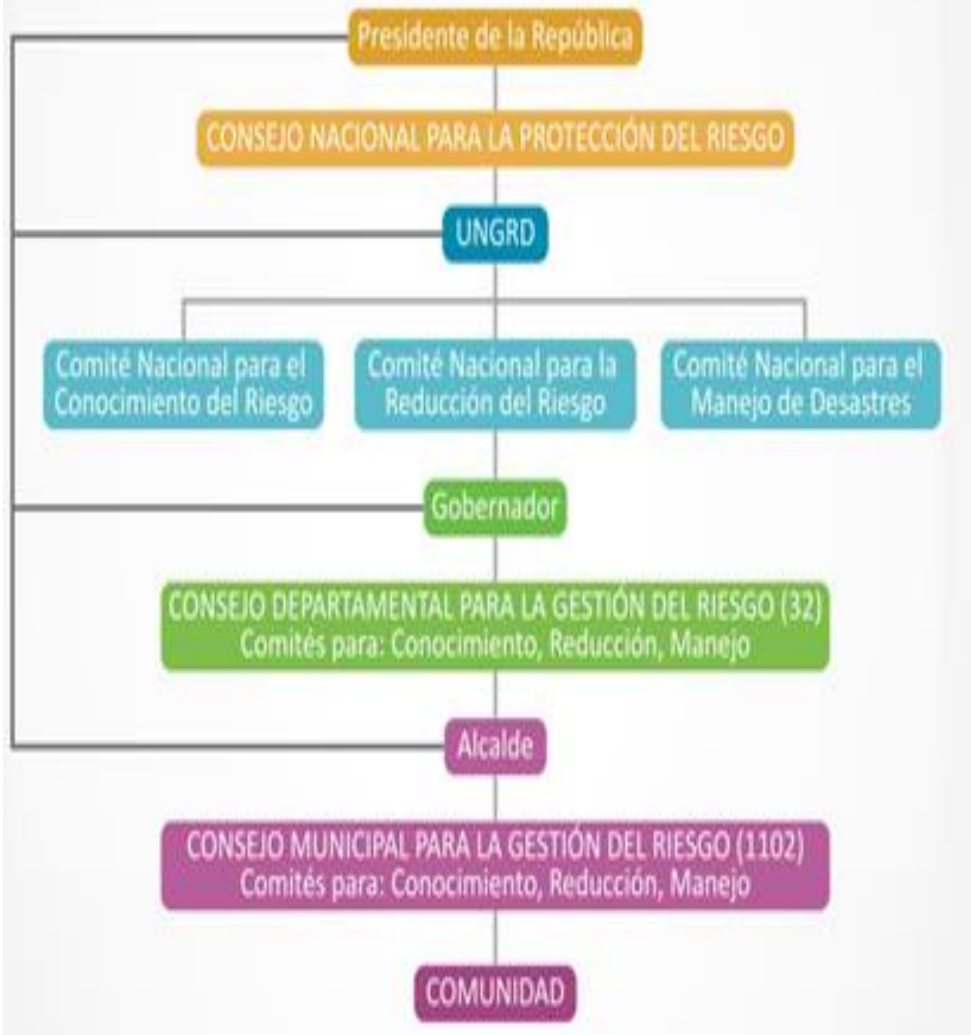 Presidente de la República
CONSEJO NACIONAL PARA LA PROTECCIÓN DEL RIESGO
UNGRD
Comité Nacional para el
Conocimiento del Riesgo
Comité Nacional para la
Reducción del Riesgo
Comité Nacional para el
Manejo de Desastres
Gobernador
CONSEJO DEPARTAMENTAL PARA LA GESTIÓN DEL RIESGO (32)
Comités para: Conocimiento, Reducción, Manejo
Alcalde
CONSEJO MUNICIPAL PARA LA GESTIÓN DEL RIESGO (1102)
Comités para: Conocimiento, Reducción, Manejo
COMUNIDAD